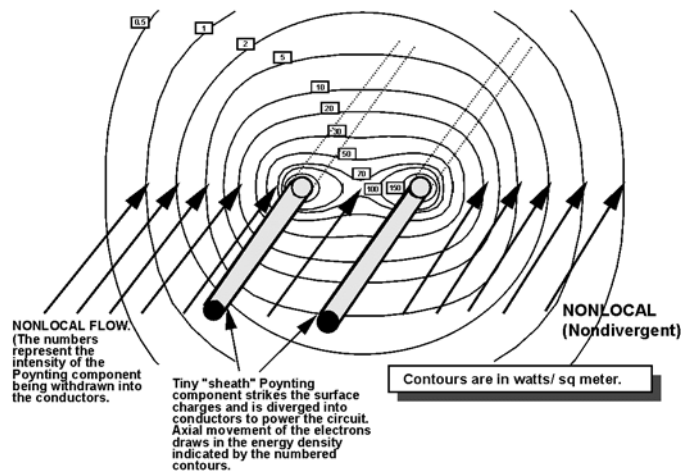 0.5
1
2
5
10
20
30
50
70
100
150
NONLOCAL FLOW.
(The numbers
represent the
intensity of the
Poynting component
being withdrawn into
the conductors.
NONLOCAL
(Nondivergent)
Tiny "sheath" Poynting
component strikes the surface
charges and is diverged into
conductors to power the circuit.
Axial movement of the electrons
draws in the energy density
indicated by the numbered
contours.
Contours are in watts/ sq meter.